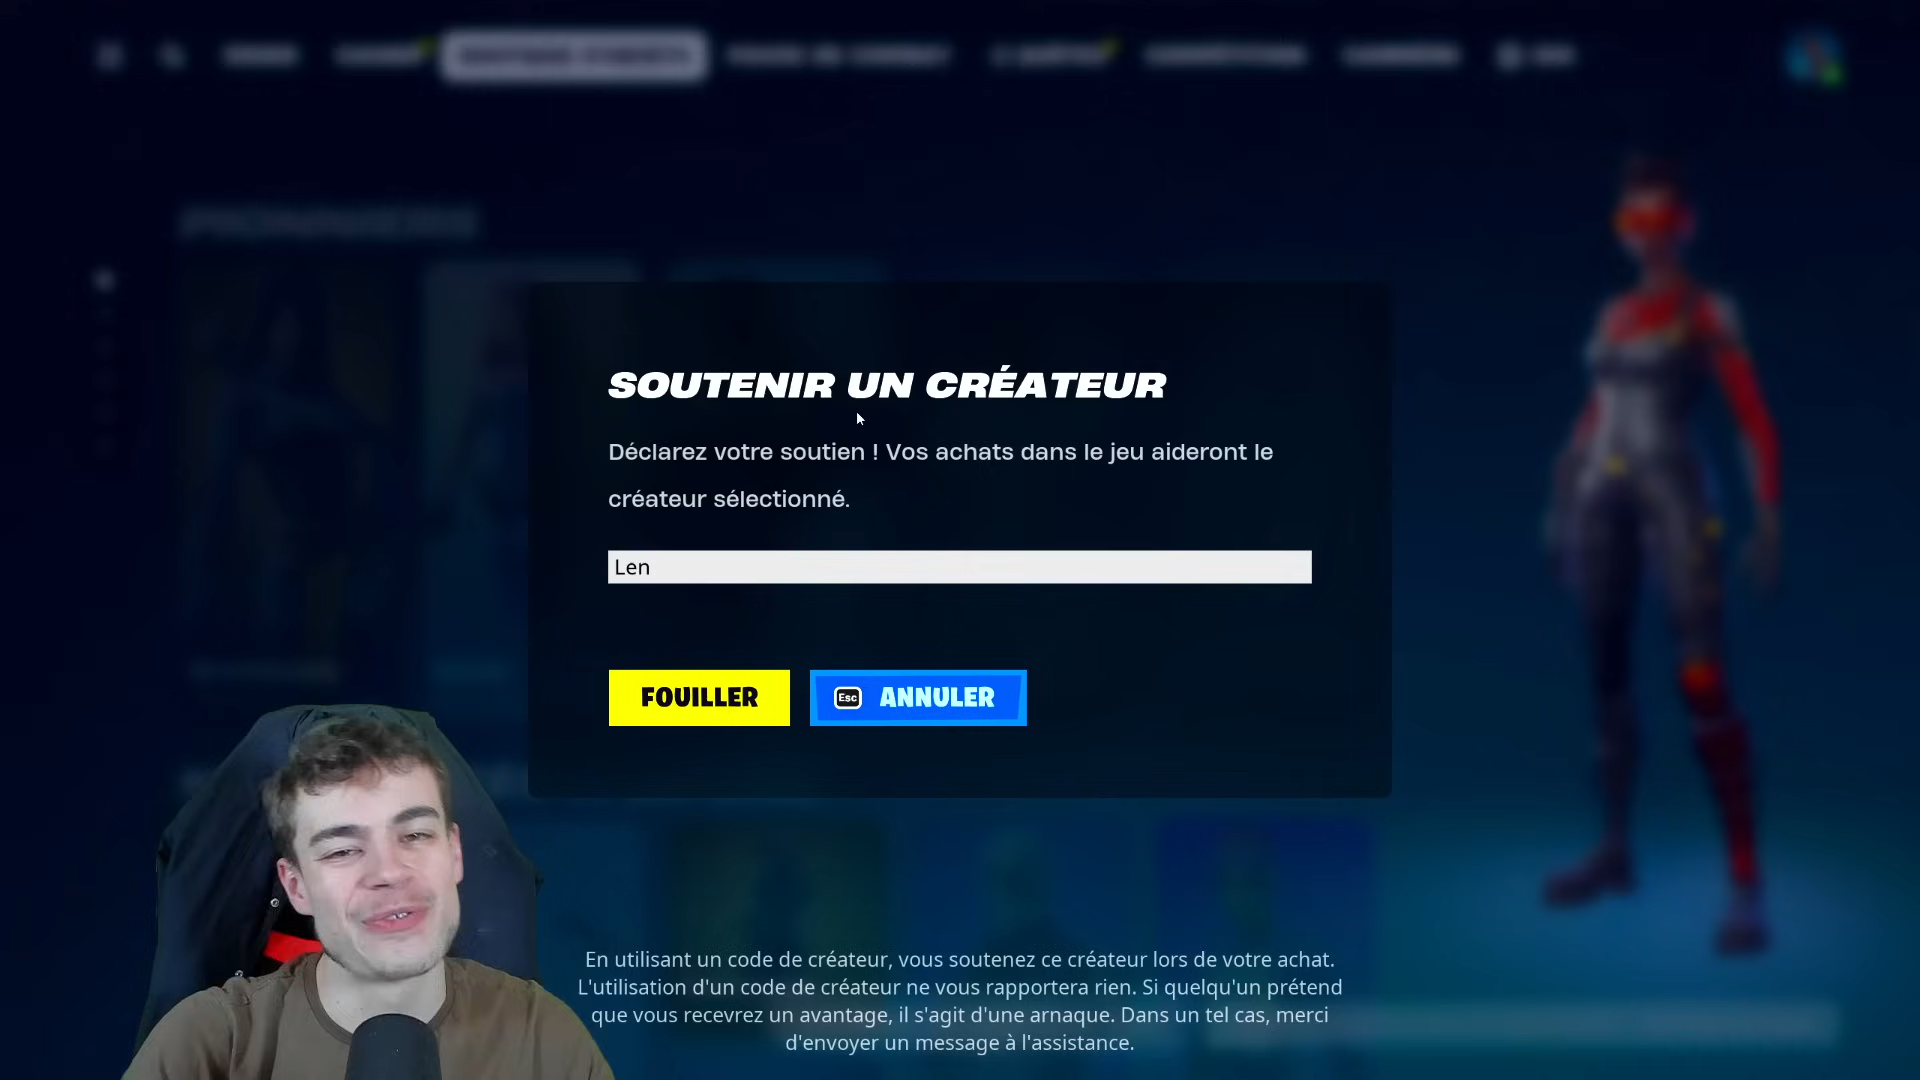 SOUTENIR UN CRÉATEUR
Déclarez votre soutien ! Vos achats dans le jeu aideront le
créateur sélectionné.
Len
FOUILLER
Esc ANNULER
En utilisant un code de créateur, vous soutenez ce créateur lors de votre achat.
L'utilisation d'un code de créateur ne vous rapportera rien. Si quelqu'un prétend
que vous recevrez un avantage, il s'agit d'une arnaque. Dans un tel cas, merci
d'envoyer un message à l'assistance.